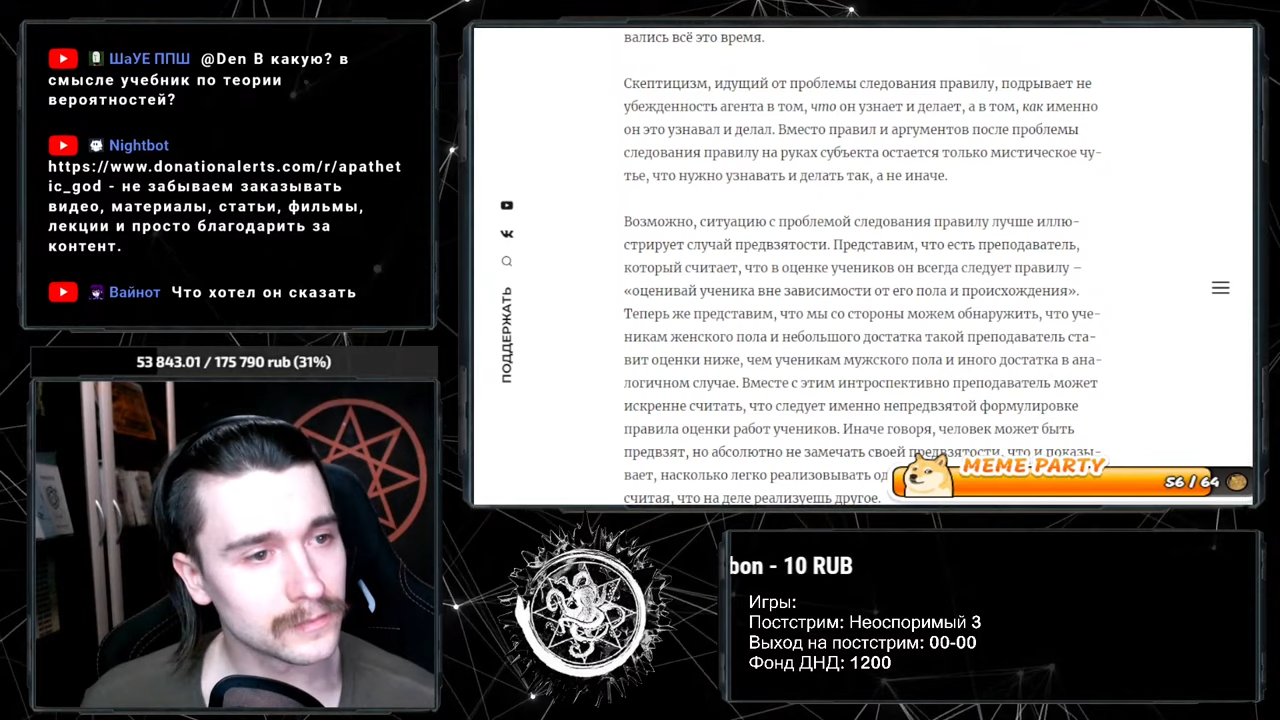 ШаУЕ ППШ @Den В какую? в
смысле учебник по теории
вероятностей?
Nightbot
https://www.donationalerts.com/r/apathet
ic_god - не забываем заказывать
видео, материалы, статьи, фильмы,
лекции и просто благодарить за
контент.
Вайнот Что хотел он сказать
53 843.01 / 175 790 rub (31%)
вались всё это время.
Скептицизм, идущий от проблемы следования правилу, подрывает не
убежденность агента в том, что он узнает и делает, а в том, как именно
он это узнавал и делал. Вместо правил и аргументов после проблемы
следования правилу на руках субъекта остается только мистическое чу-
тье, что нужно узнавать и делать так, а не иначе.
Возможно, ситуацию с проблемой следования правилу лучше иллю-
стрирует случай предвзятости. Представим, что есть преподаватель,
который считает, что в оценке учеников он всегда следует правилу –
«оценивай ученика вне зависимости от его пола и происхождения».
Теперь же представим, что мы со стороны можем обнаружить, что уче-
никам женского пола и небольшого достатка такой преподаватель ста-
вит оценки ниже, чем ученикам мужского пола и иного достатка в ана-
логичном случае. Вместе с этим интроспективно преподаватель может
искренне считать, что следует именно непредвзятой формулировке
правила оценки работ учеников. Иначе говоря, человек может быть
предвзят, но абсолютно не замечать своей предвзятости, что и показы-
вает, насколько легко реализовывать од
считая, что на деле реализуешь другое.
ПОДДЕРЖАТЬ
MEME PARTY
56 / 64
bon - 10 RUB
Игры:
Постстрим: Неоспоримый 3
Выход на постстрим: 00-00
Фонд ДНД: 1200